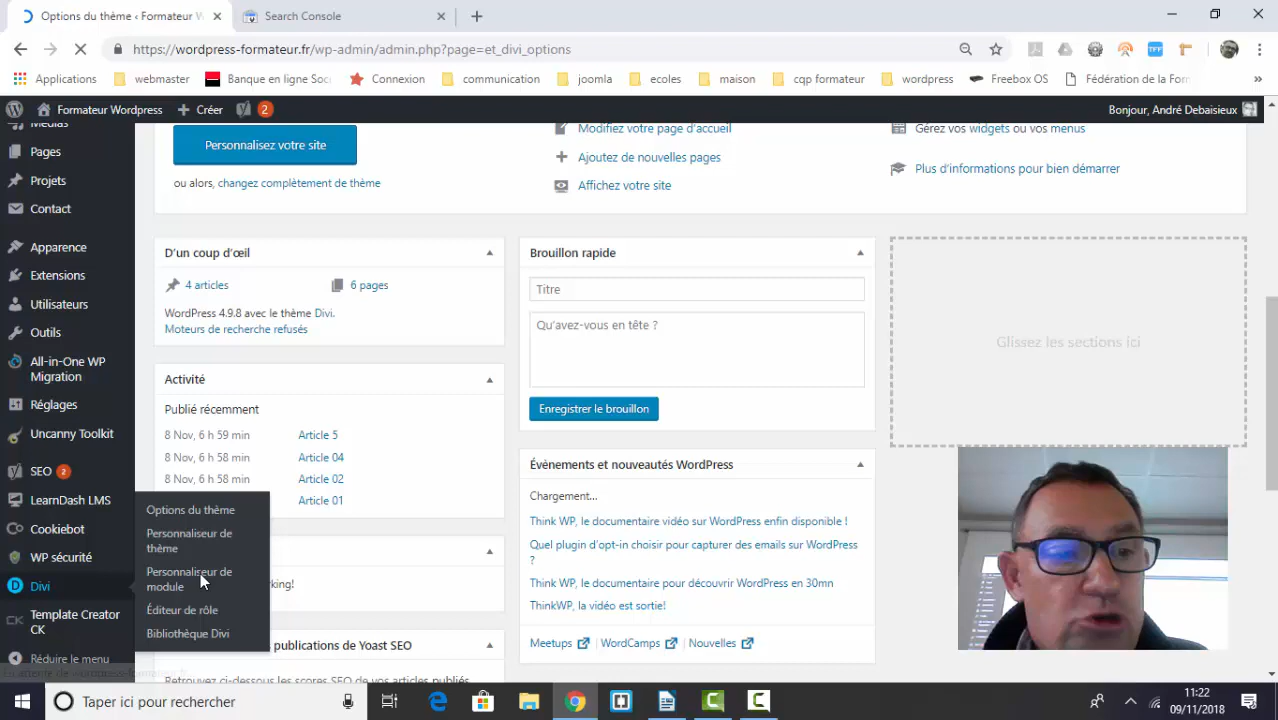 Options du thème ‹ Formateur W
Search Console
https://wordpress-formateur.fr/wp-admin/admin.php?page=et_divi_options
Applications
webmaster
Banque en ligne Soc
Connexion
communication
joomla
ecoles
maison
cqp formateur
wordpress
Freebox OS
Fédération de la Form
»
Formateur Wordpress
Créer
2
Bonjour, André Debaisieux
Médias
Pages
Projets
Contact
Apparence
Extensions
Utilisateurs
Outils
All-in-One WP
Migration
Réglages
Uncanny Toolkit
SEO 2
LearnDash LMS
Cookiebot
WP sécurité
Divi
Template Creator
CK
Réduire le menu
Options du thème
Personnaliseur de
thème
Personnaliseur de
module
Éditeur de rôle
Bibliothèque Divi
Personnalisez votre site
ou alors, changez complètement de thème
Modifiez votre page d'accueil
Ajoutez de nouvelles pages
Affichez votre site
Gérez vos widgets ou vos menus
Plus d'informations pour bien démarrer
D'un coup d'œil
4 articles
6 pages
WordPress 4.9.8 avec le thème Divi.
Moteurs de recherche refusés
Activité
Publié récemment
8 Nov, 6 h 59 min Article 5
8 Nov, 6 h 58 min Article 04
8 Nov, 6 h 58 min Article 02
Article 01
king!
publications de Yoast SEO
Retrouvez ci-dessous les scores SEO de vos articles publiés.
Brouillon rapide
Titre
Qu'avez-vous en tête ?
Enregistrer le brouillon
Évènements et nouveautés WordPress
Chargement...
Think WP, le documentaire vidéo sur WordPress enfin disponible !
Quel plugin d'opt-in choisir pour capturer des emails sur WordPress
?
Think WP, le documentaire pour découvrir WordPress en 30mn
ThinkWP, la vidéo est sortie!
Meetups | WordCamps | Nouvelles
Glissez les sections ici
Taper ici pour rechercher
11:22
09/11/2018